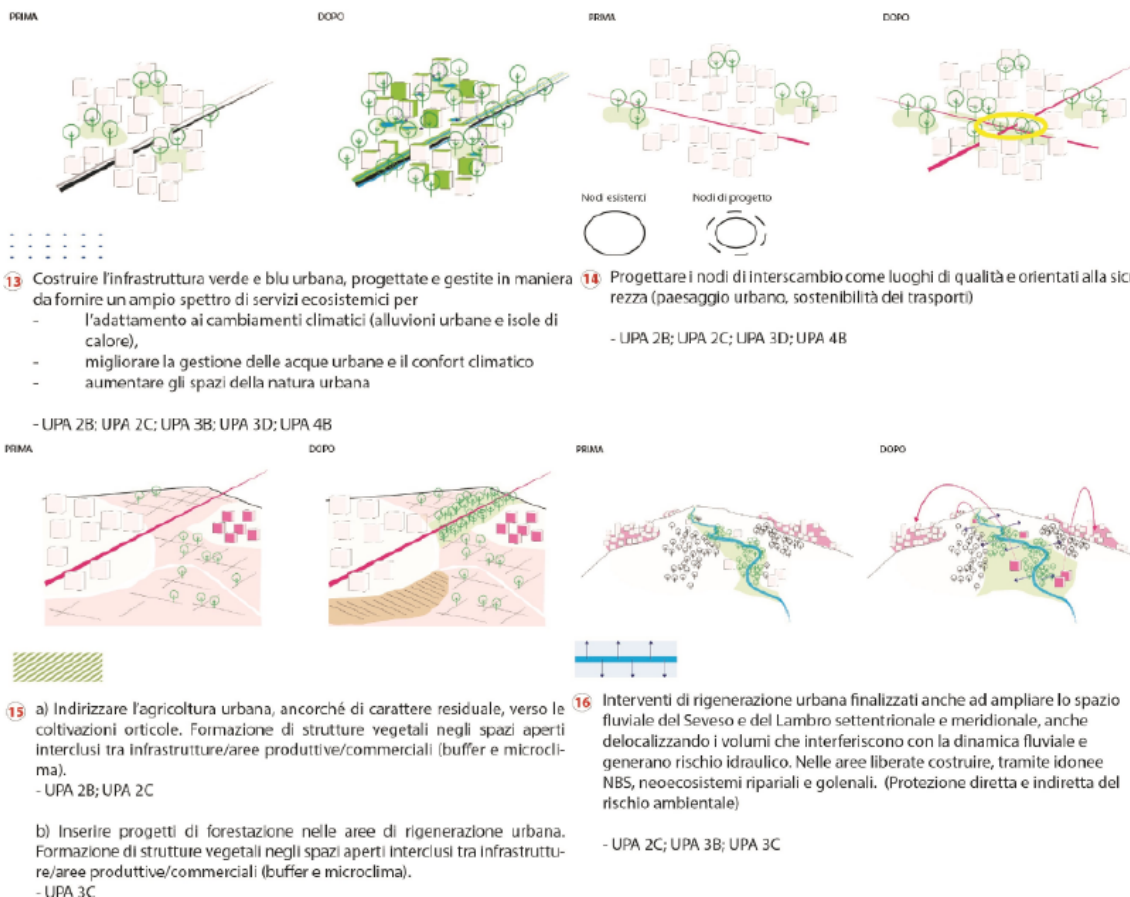 PRIMA
DOPO
PRIMA
DOPO
Nodi esistenti
Nodi di progetto
13 Costruire l'infrastruttura verde e blu urbana, progettate e gestite in maniera
da fornire un ampio spettro di servizi ecosistemici per
- l'adattamento ai cambiamenti climatici (alluvioni urbane e isole di
calore),
- migliorare la gestione delle acque urbane e il confort climatico
- aumentare gli spazi della natura urbana
- UPA 2B; UPA 2C; UPA 3B; UPA 3D; UPA 4B
14 Progettare i nodi di interscambio come luoghi di qualità e orientati alla sicu
rezza (paesaggio urbano, sostenibilità dei trasporti)
- UPA 2B; UPA 2C; UPA 3D; UPA 4B
PRIMA
DOPO
PRIMA
DOPO
15 a) Indirizzare l'agricoltura urbana, ancorché di carattere residuale, verso le
coltivazioni orticole. Formazione di strutture vegetali negli spazi aperti
interclusi tra infrastrutture/aree produttive/commerciali (buffer e microcli-
ma).
- UPA 2B; UPA 2C
b) Inserire progetti di forestazione nelle aree di rigenerazione urbana.
Formazione di strutture vegetali negli spazi aperti interclusi tra infrastruttu-
re/aree produttive/commerciali (buffer e microclima).
- UPA 3C
16 Interventi di rigenerazione urbana finalizzati anche ad ampliare lo spazio
fluviale del Seveso e del Lambro settentrionale e meridionale, anche
delocalizzando i volumi che interferiscono con la dinamica fluviale e
generano rischio idraulico. Nelle aree liberate costruire, tramite idonee
NBS, neoecosistemi ripariali e golenali. (Protezione diretta e indiretta del
rischio ambientale)
- UPA 2C; UPA 3B; UPA 3C